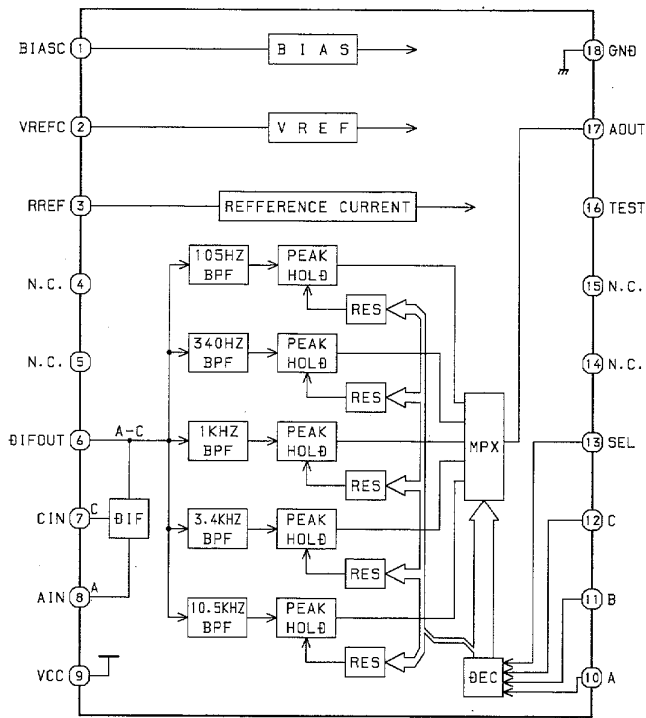 BIASC 1 BIAS 18 GND
VREFC 2 VREF 17 AOUT
RREF 3 REFFERENCE CURRENT 16 TEST
105HZ BPF
PEAK HOLD
RES
N.C. 4
15 N.C.
340HZ BPF
PEAK HOLD
RES
N.C. 5
14 N.C.
DIFOUT 6
A-C
1KHZ BPF
PEAK HOLD
RES
MPX
13 SEL
CIN 7
C
DIF
3.4KHZ BPF
PEAK HOLD
RES
12 C
AIN 8
A
10.5KHZ BPF
PEAK HOLD
RES
11 B
VCC 9
DEC
10 A